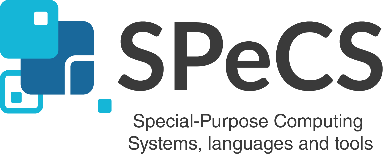 SPeCS
Special-Purpose Computing
Systems, languages and tools